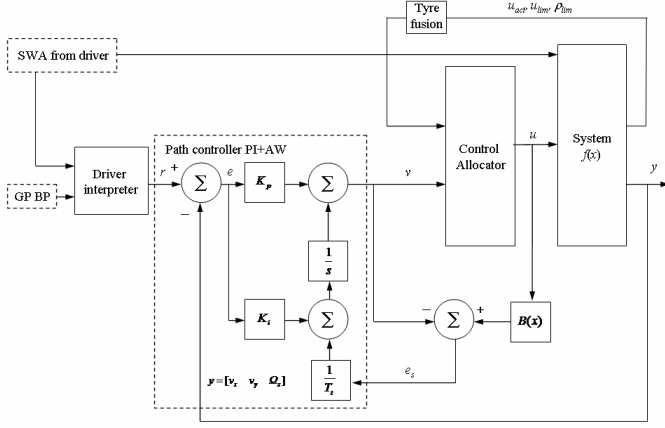 Tyre
fusion
u_act, u_lim, ρ_lim
SWA from driver
GP BP
Driver
interpreter
Path controller PI+AW
r
+
−
Σ
e
K_p
Σ
v
Control
Allocator
u
System
f(x)
y
1
s
K_i
Σ
−
Σ
+
B(x)
y = [v_x v_y Ω_z]
1
T_t
e_s